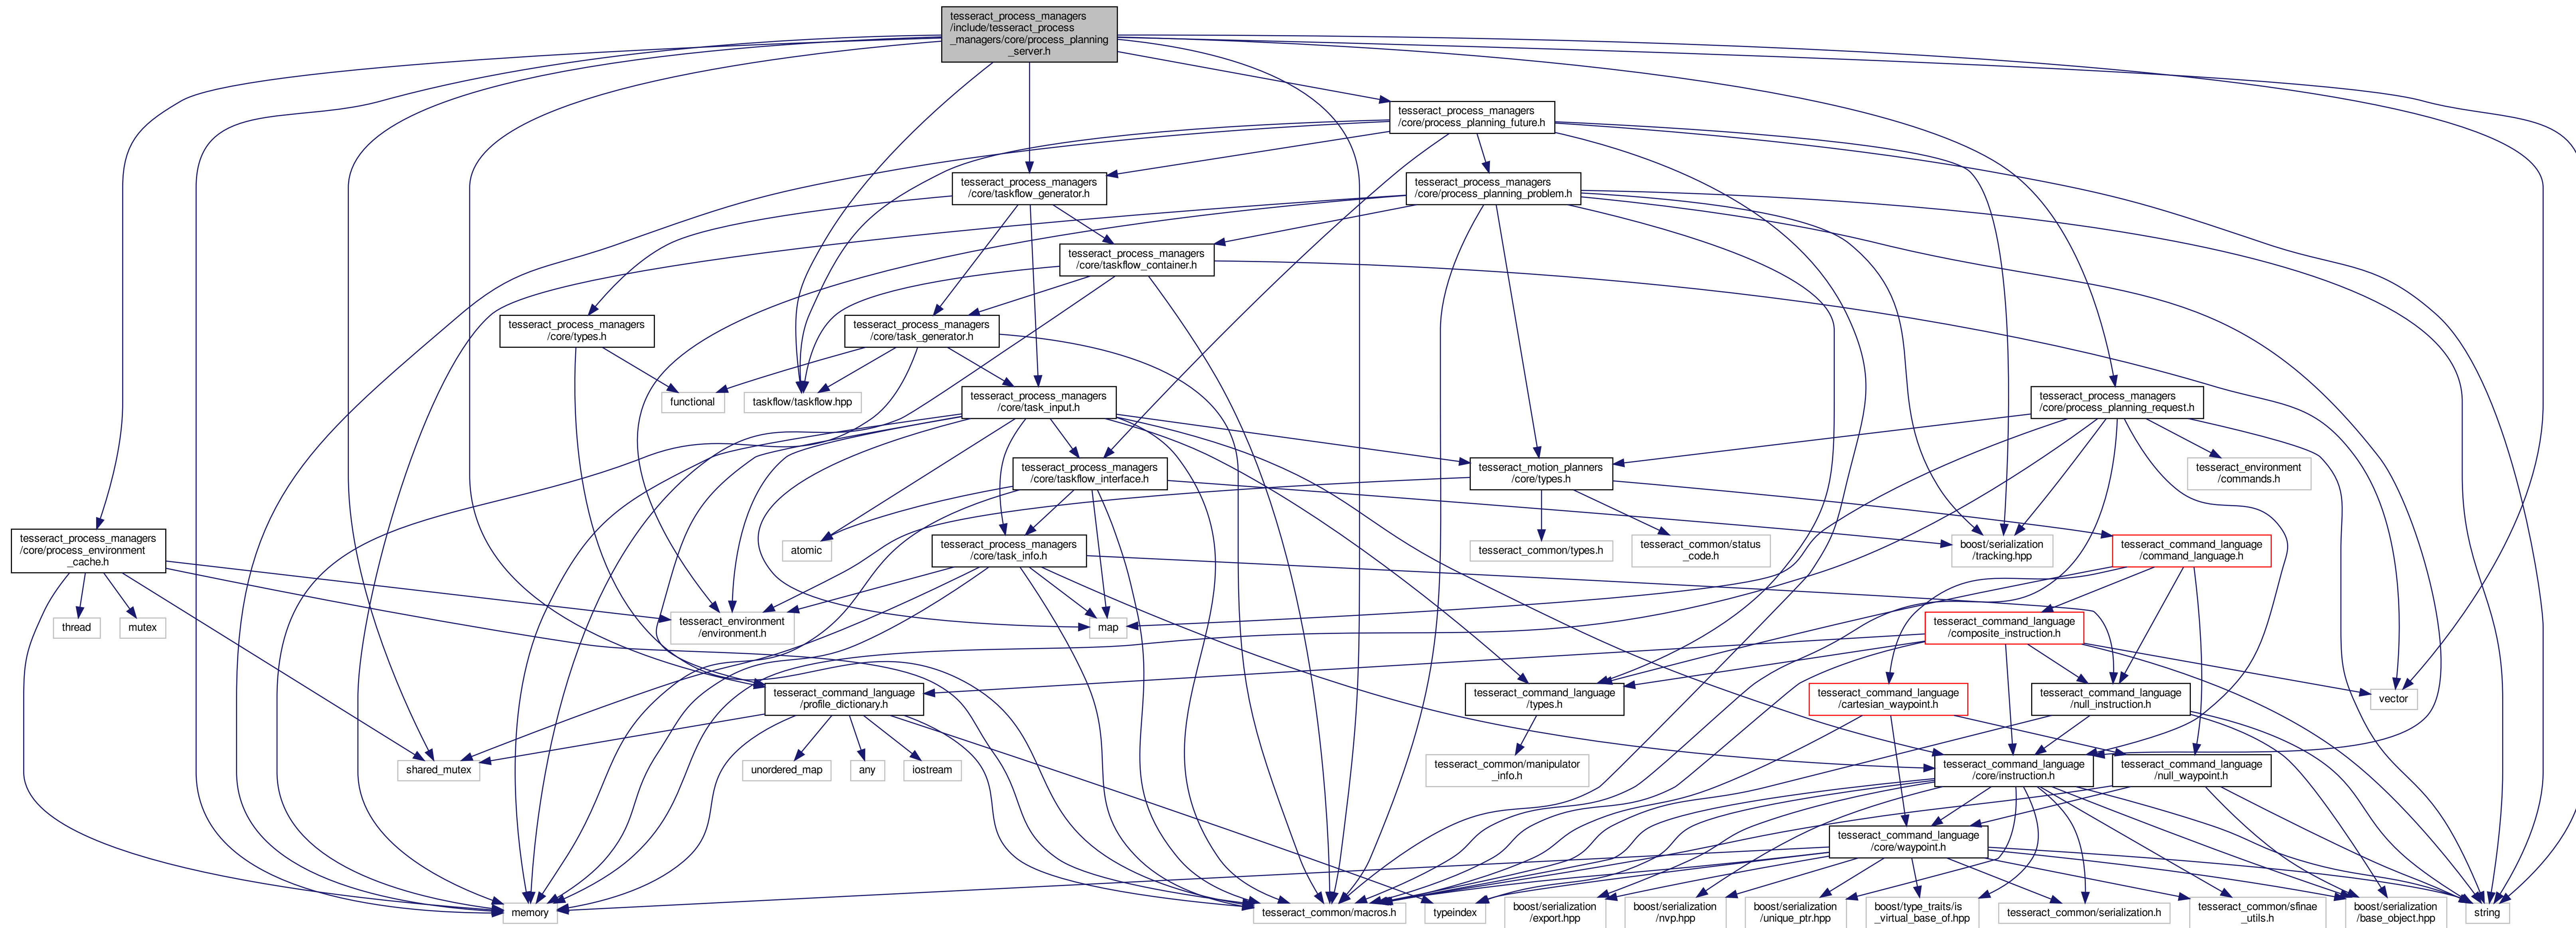 tesseract_process_managers
/include/tesseract_process
_managers/core/process_planning
_server.h
tesseract_process_managers
/core/process_planning_future.h
tesseract_process_managers
/core/taskflow_generator.h
tesseract_process_managers
/core/process_planning_problem.h
tesseract_process_managers
/core/taskflow_container.h
tesseract_process_managers
/core/types.h
tesseract_process_managers
/core/task_generator.h
functional
taskflow/taskflow.hpp
tesseract_process_managers
/core/task_input.h
tesseract_process_managers
/core/process_planning_request.h
tesseract_process_managers
/core/taskflow_interface.h
tesseract_motion_planners
/core/types.h
tesseract_environment
/commands.h
tesseract_process_managers
/core/process_environment
_cache.h
atomic
tesseract_process_managers
/core/task_info.h
tesseract_common/types.h
tesseract_common/status
_code.h
boost/serialization
/tracking.hpp
tesseract_command_language
/command_language.h
thread
mutex
tesseract_environment
/environment.h
map
tesseract_command_language
/composite_instruction.h
tesseract_command_language
/profile_dictionary.h
tesseract_command_language
/types.h
tesseract_command_language
/cartesian_waypoint.h
tesseract_command_language
/null_instruction.h
vector
shared_mutex
unordered_map
any
iostream
tesseract_common/manipulator
_info.h
tesseract_command_language
/core/instruction.h
tesseract_command_language
/null_waypoint.h
tesseract_command_language
/core/waypoint.h
memory
tesseract_common/macros.h
typeindex
boost/serialization
/export.hpp
boost/serialization
/nvp.hpp
boost/serialization
/unique_ptr.hpp
boost/type_traits/is
_virtual_base_of.hpp
tesseract_common/serialization.h
tesseract_common/sfinae
_utils.h
boost/serialization
/base_object.hpp
string